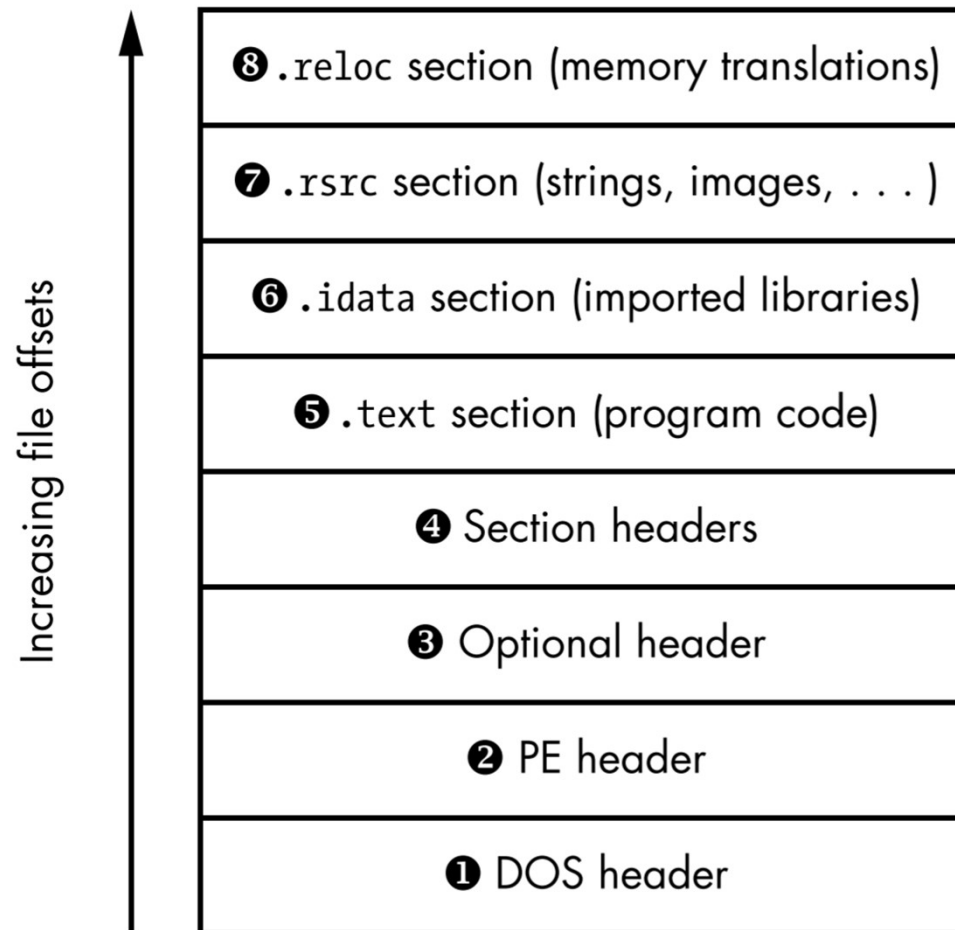 ❽ .reloc section (memory translations)
❼ .rsrc section (strings, images, . . . )
❻ .idata section (imported libraries)
❺ .text section (program code)
❹ Section headers
❸ Optional header
❷ PE header
❶ DOS header
Increasing file offsets